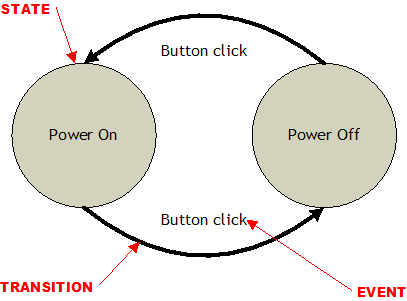 STATE
Button click
Power On
Power Off
Button click
TRANSITION
EVENT